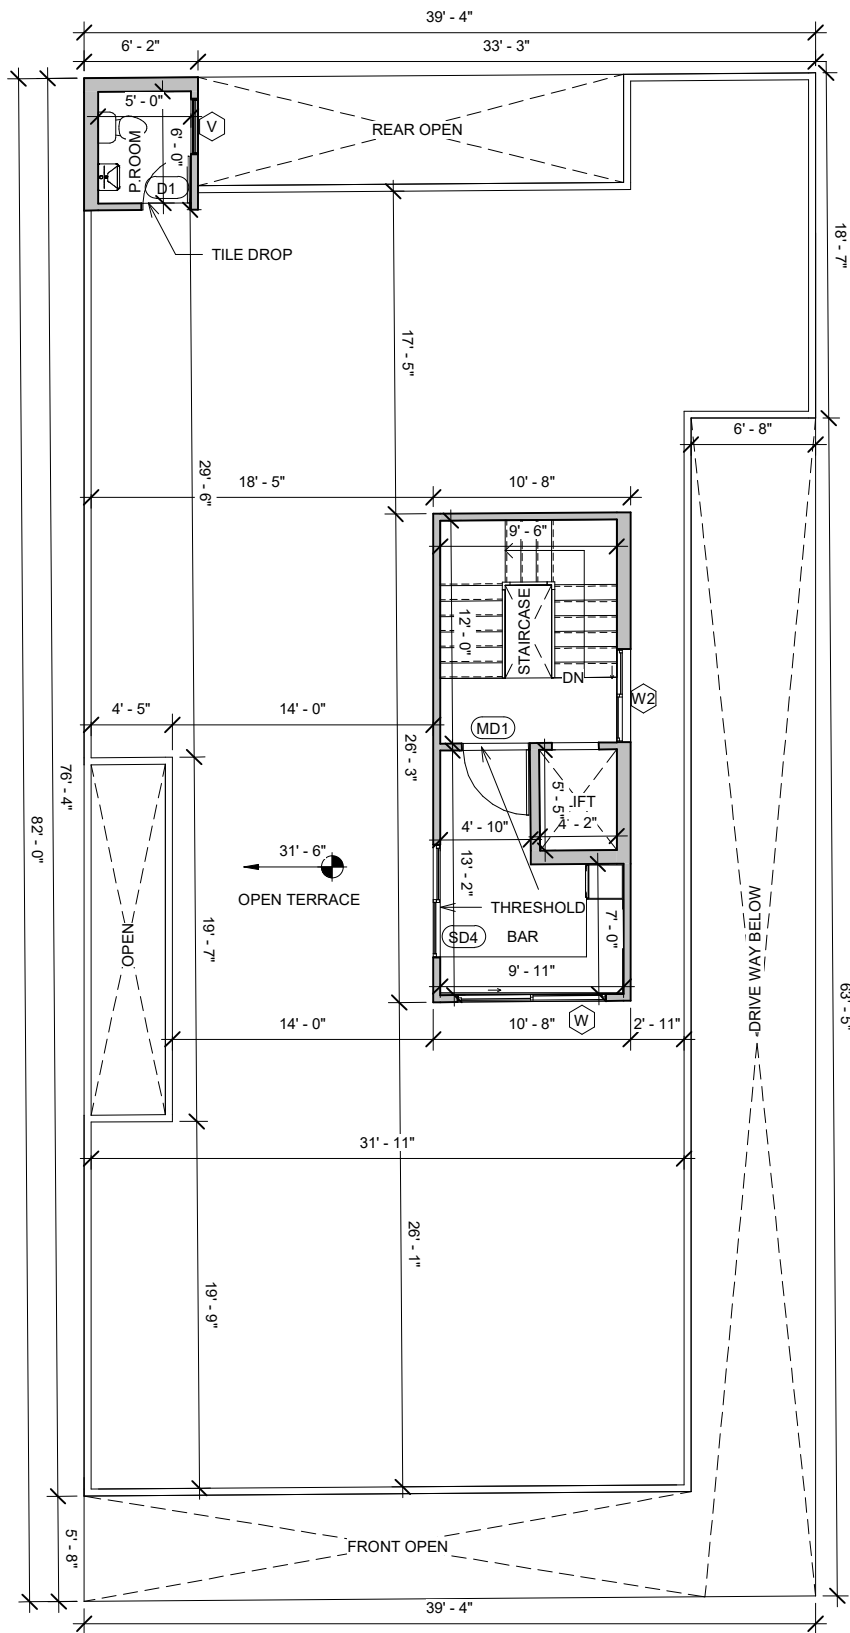 39' - 4"
6' - 2"
33' - 3"
5' - 0"
V
REAR OPEN
P.ROOM
6' - 0"
D1
TILE DROP
18' - 7"
17' - 5"
6' - 8"
29' - 6"
18' - 5"
10' - 8"
9' - 6"
STAIRCASE
12' - 0"
DN
W2
4' - 5"
14' - 0"
MD1
26' - 3"
76' - 4"
82' - 0"
5' - 5"
IFT
4' - 2"
4' - 10"
31' - 6"
13' - 2"
OPEN TERRACE
THRESHOLD
SD4
BAR
7' - 0"
OPEN
19' - 7"
DRIVE WAY BELOW
63' - 5"
9' - 11"
14' - 0"
10' - 8"
W
2' - 11"
31' - 11"
26' - 1"
19' - 9"
5' - 8"
FRONT OPEN
39' - 4"